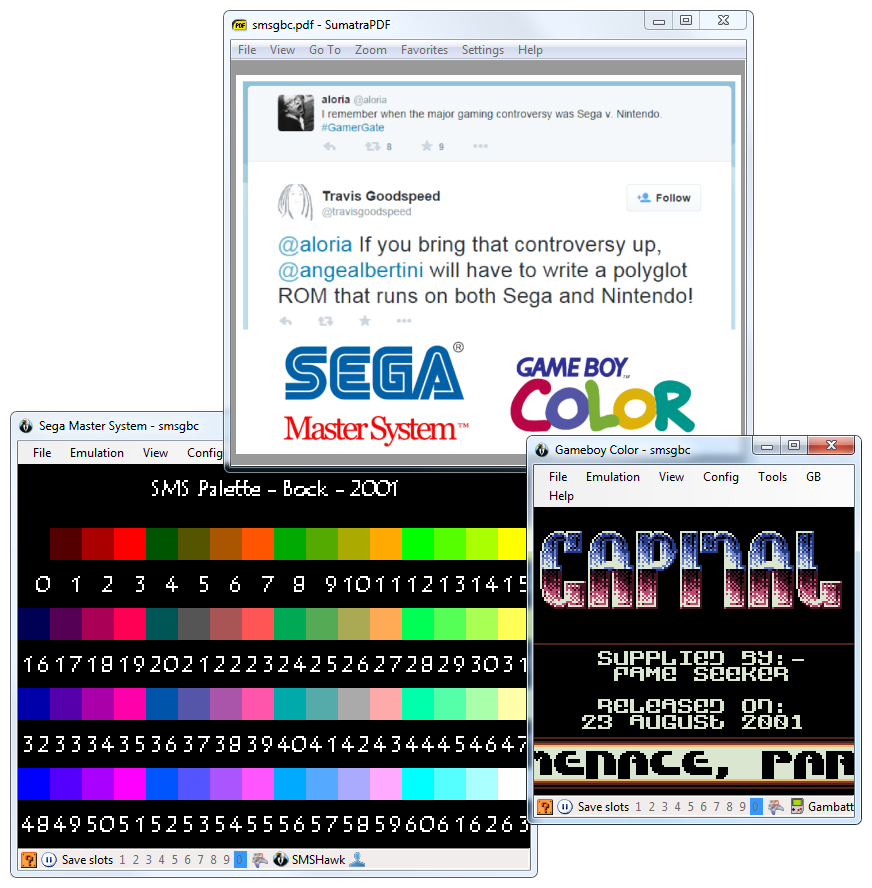 smsgbc.pdf - SumatraPDF
File View Go To Zoom Favorites Settings Help
aloria @aloria
I remember when the major gaming controversy was Sega v. Nintendo.
#GamerGate
8 9
Travis Goodspeed
@travisgoodspeed
Follow
@aloria If you bring that controversy up,
@angealbertini will have to write a polyglot
ROM that runs on both Sega and Nintendo!
SEGA®
Master System™
GAME BOY™
COLOR
Sega Master System - smsgbc
File Emulation View Config
SMS Palette - Bock - 2001
0 1 2 3 4 5 6 7 8 9 10 11 12 13 14 15
16 17 18 19 20 21 22 23 24 25 26 27 28 29 30 31
32 33 34 35 36 37 38 39 40 41 42 43 44 45 46 47
48 49 50 51 52 53 54 55 56 57 58 59 60 61 62 63
Save slots 1 2 3 4 5 6 7 8 9 0 SMSHawk
Gameboy Color - smsgbc
File Emulation View Config Tools GB
Help
CAPITAL
SUPPLIED BY:-
FAME SEEKER
RELEASED ON:
23 AUGUST 2001
MENACE, PAR
Save slots 1 2 3 4 5 6 7 8 9 0 Gambatt